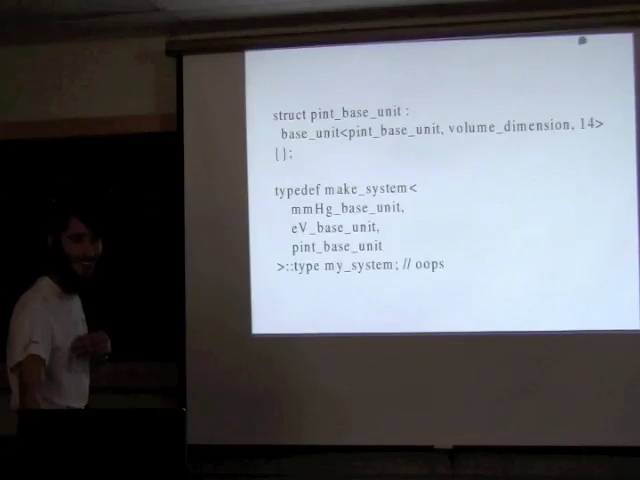 struct pint_base_unit :
base_unit<pint_base_unit, volume_dimension, 14>
{};
typedef make_system<
mmHg_base_unit,
eV_base_unit,
pint_base_unit
>::type my_system; // oops